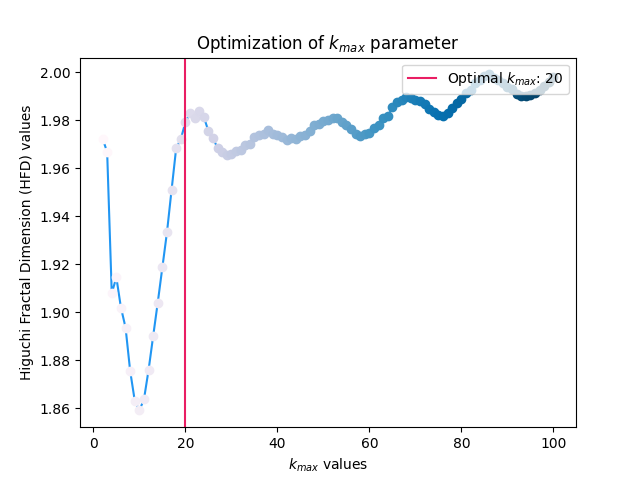 Optimization of k_max parameter
Optimal k_max: 20
2.00
1.98
1.96
1.94
1.92
1.90
1.88
1.86
Higuchi Fractal Dimension (HFD) values
0 20 40 60 80 100
k_max values